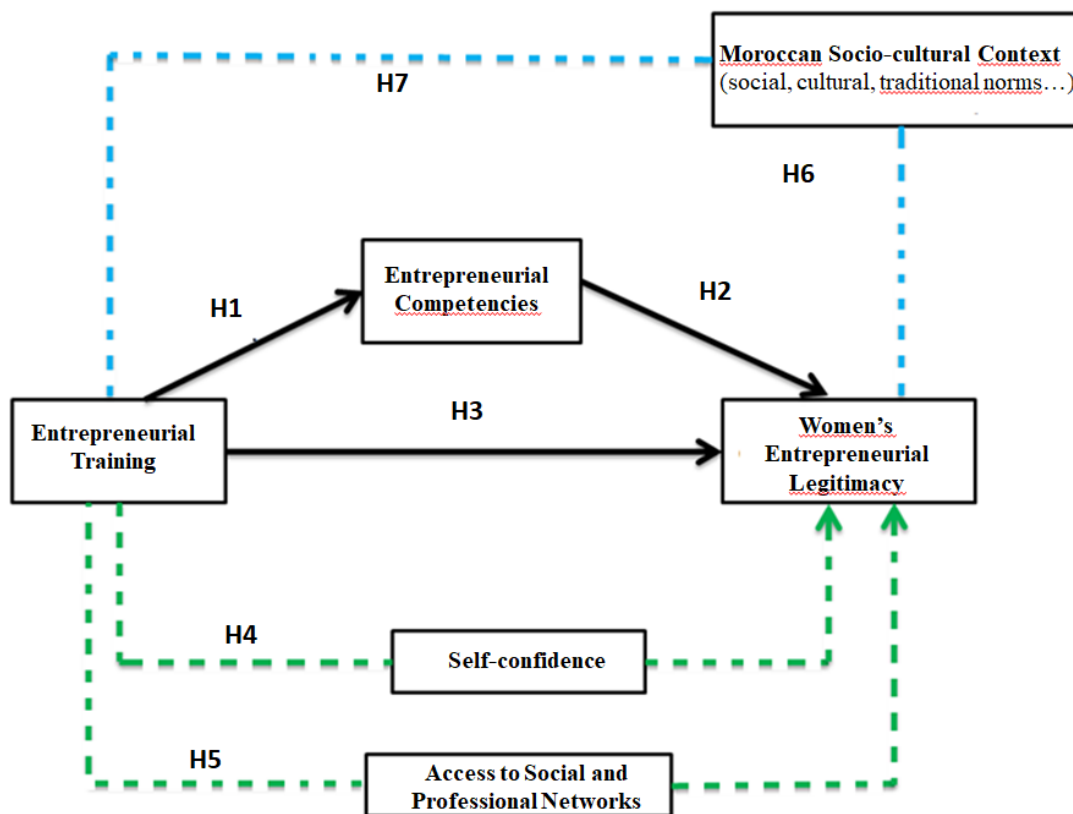 Moroccan Socio-cultural Context
(social, cultural, traditional norms…)
H7
H6
Entrepreneurial
Competencies
H1
H2
H3
Entrepreneurial
Training
Women’s
Entrepreneurial
Legitimacy
H4
Self-confidence
H5
Access to Social and
Professional Networks